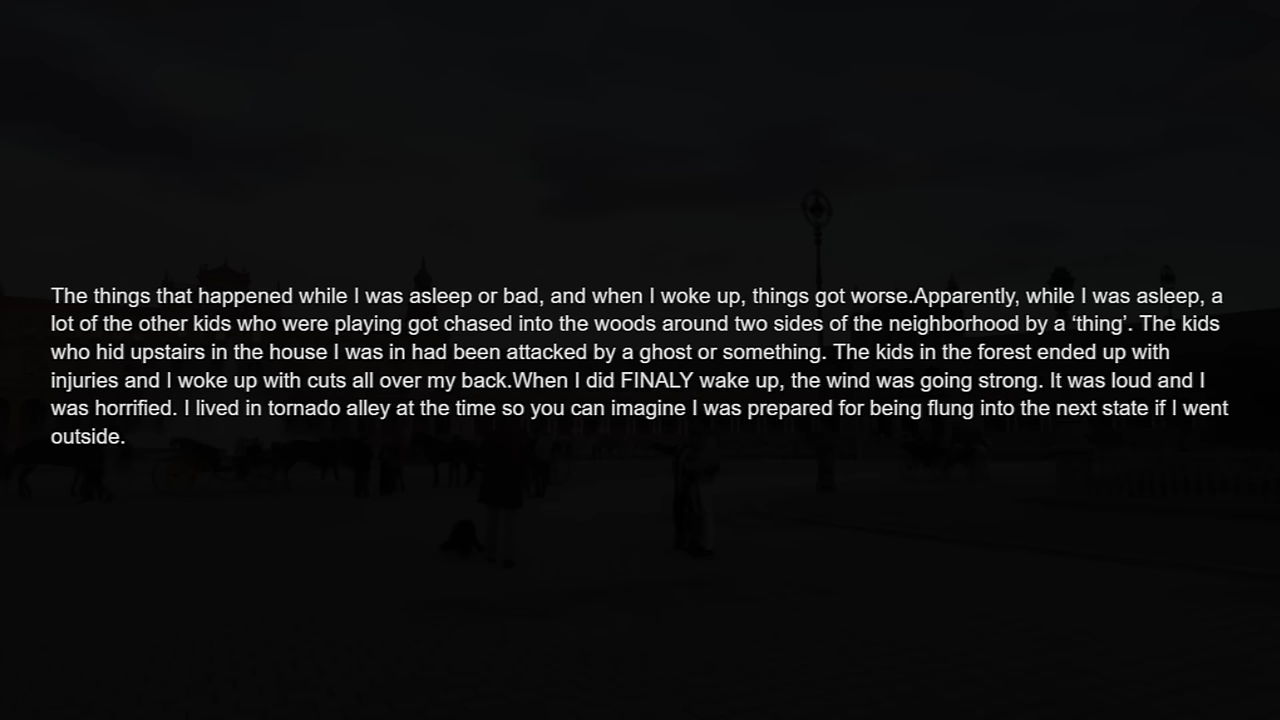 The things that happened while I was asleep or bad, and when I woke up, things got worse.Apparently, while I was asleep, a
lot of the other kids who were playing got chased into the woods around two sides of the neighborhood by a ‘thing’. The kids
who hid upstairs in the house I was in had been attacked by a ghost or something. The kids in the forest ended up with
injuries and I woke up with cuts all over my back.When I did FINALY wake up, the wind was going strong. It was loud and I
was horrified. I lived in tornado alley at the time so you can imagine I was prepared for being flung into the next state if I went
outside.